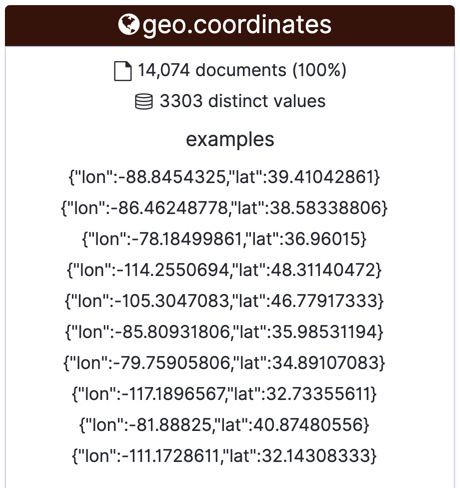 geo.coordinates
14,074 documents (100%)
3303 distinct values
examples
{"lon":-88.8454325,"lat":39.41042861}
{"lon":-86.46248778,"lat":38.58338806}
{"lon":-78.18499861,"lat":36.96015}
{"lon":-114.2550694,"lat":48.31140472}
{"lon":-105.3047083,"lat":46.77917333}
{"lon":-85.80931806,"lat":35.98531194}
{"lon":-79.75905806,"lat":34.89107083}
{"lon":-117.1896567,"lat":32.73355611}
{"lon":-81.88825,"lat":40.87480556}
{"lon":-111.1728611,"lat":32.14308333}